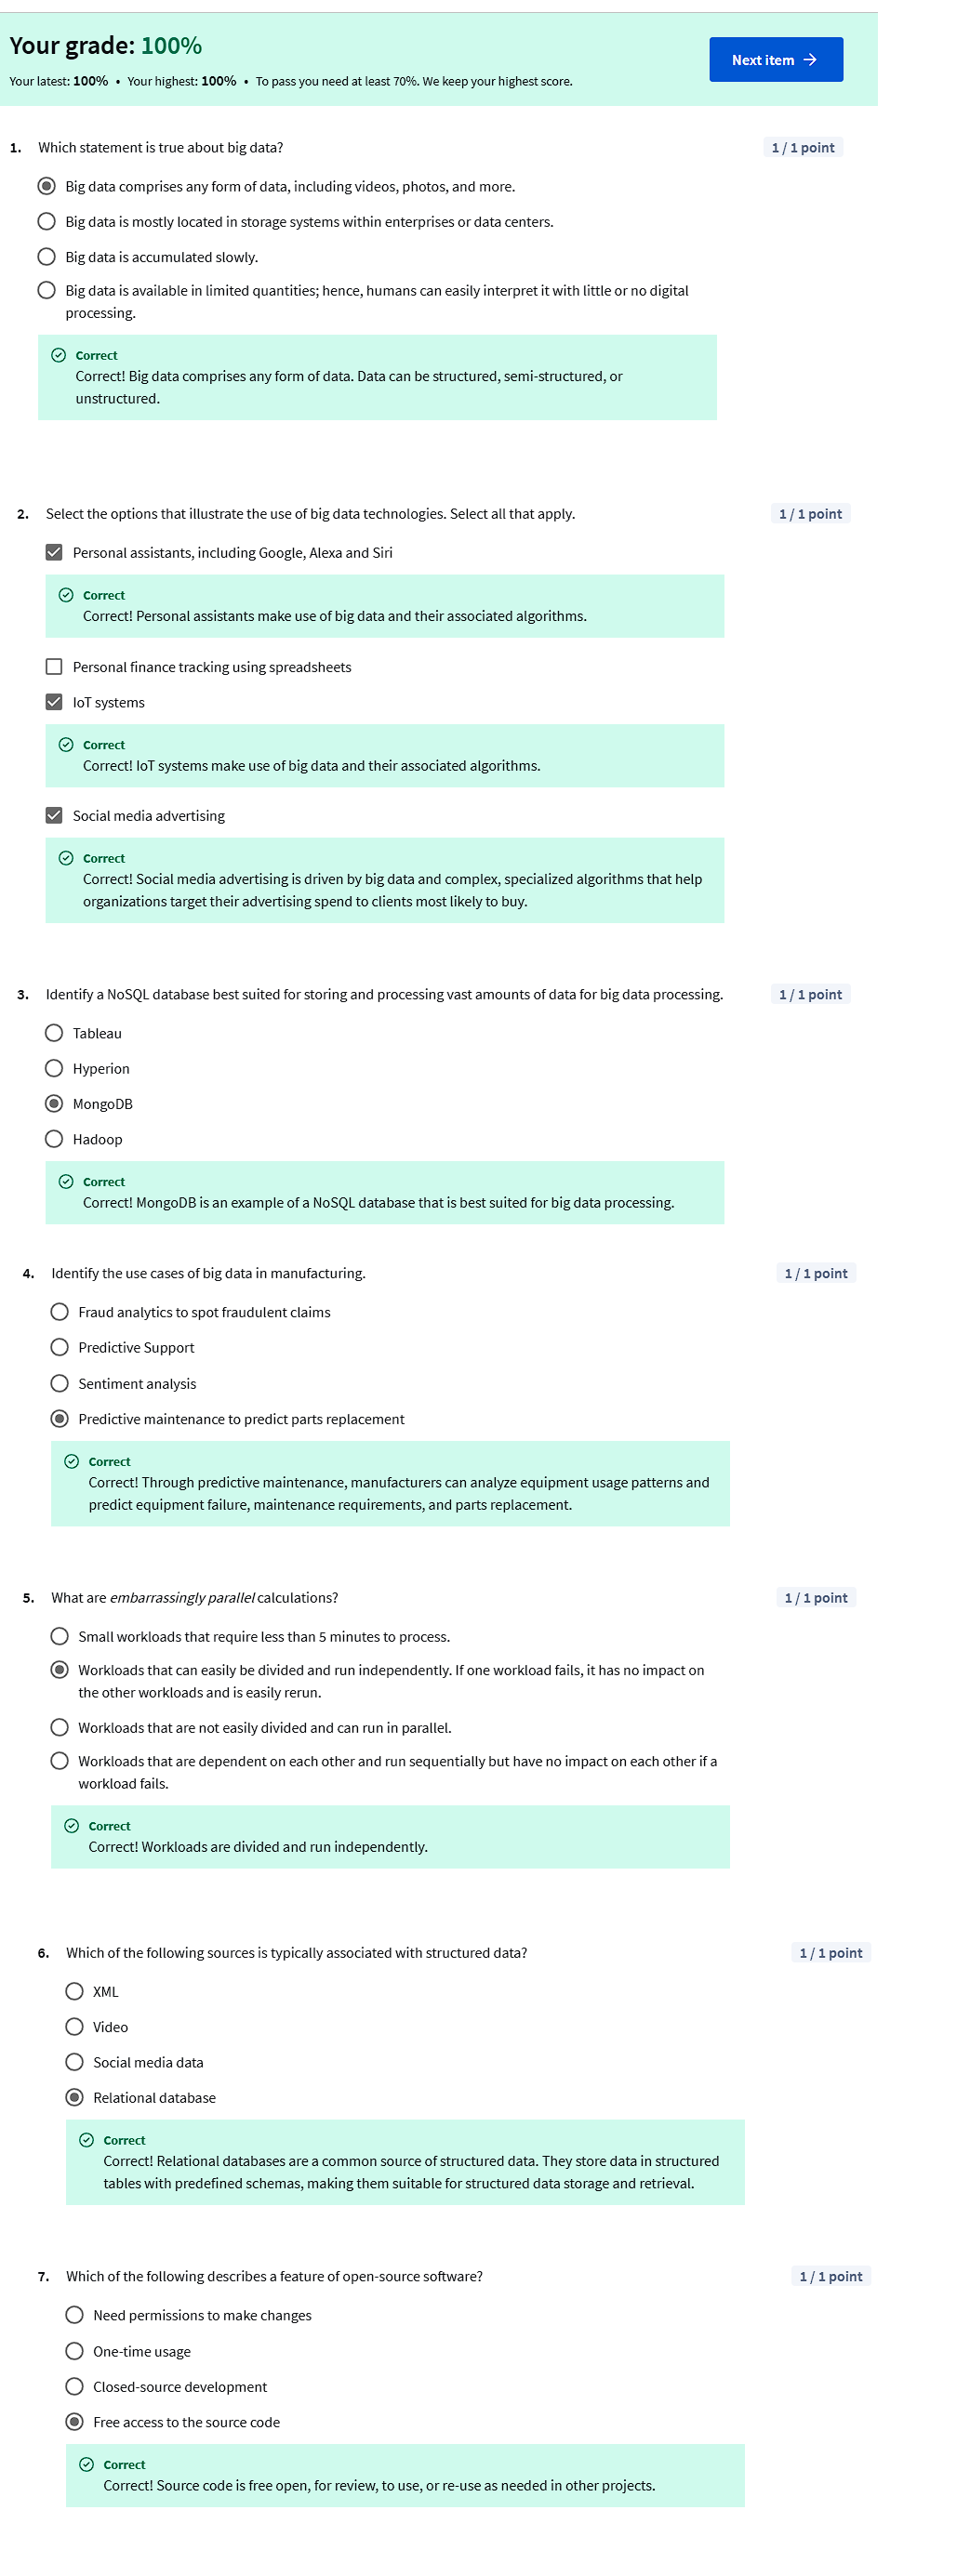 Your grade: 100%
Next item →
Your latest: 100% • Your highest: 100% • To pass you need at least 70%. We keep your highest score.
1. Which statement is true about big data? 1 / 1 point
Big data comprises any form of data, including videos, photos, and more.
Big data is mostly located in storage systems within enterprises or data centers.
Big data is accumulated slowly.
Big data is available in limited quantities; hence, humans can easily interpret it with little or no digital
processing.
Correct
Correct! Big data comprises any form of data. Data can be structured, semi-structured, or
unstructured.
2. Select the options that illustrate the use of big data technologies. Select all that apply. 1 / 1 point
Personal assistants, including Google, Alexa and Siri
Correct
Correct! Personal assistants make use of big data and their associated algorithms.
Personal finance tracking using spreadsheets
IoT systems
Correct
Correct! IoT systems make use of big data and their associated algorithms.
Social media advertising
Correct
Correct! Social media advertising is driven by big data and complex, specialized algorithms that help
organizations target their advertising spend to clients most likely to buy.
3. Identify a NoSQL database best suited for storing and processing vast amounts of data for big data processing. 1 / 1 point
Tableau
Hyperion
MongoDB
Hadoop
Correct
Correct! MongoDB is an example of a NoSQL database that is best suited for big data processing.
4. Identify the use cases of big data in manufacturing. 1 / 1 point
Fraud analytics to spot fraudulent claims
Predictive Support
Sentiment analysis
Predictive maintenance to predict parts replacement
Correct
Correct! Through predictive maintenance, manufacturers can analyze equipment usage patterns and
predict equipment failure, maintenance requirements, and parts replacement.
5. What are embarrassingly parallel calculations? 1 / 1 point
Small workloads that require less than 5 minutes to process.
Workloads that can easily be divided and run independently. If one workload fails, it has no impact on
the other workloads and is easily rerun.
Workloads that are not easily divided and can run in parallel.
Workloads that are dependent on each other and run sequentially but have no impact on each other if a
workload fails.
Correct
Correct! Workloads are divided and run independently.
6. Which of the following sources is typically associated with structured data? 1 / 1 point
XML
Video
Social media data
Relational database
Correct
Correct! Relational databases are a common source of structured data. They store data in structured
tables with predefined schemas, making them suitable for structured data storage and retrieval.
7. Which of the following describes a feature of open-source software? 1 / 1 point
Need permissions to make changes
One-time usage
Closed-source development
Free access to the source code
Correct
Correct! Source code is free open, for review, to use, or re-use as needed in other projects.